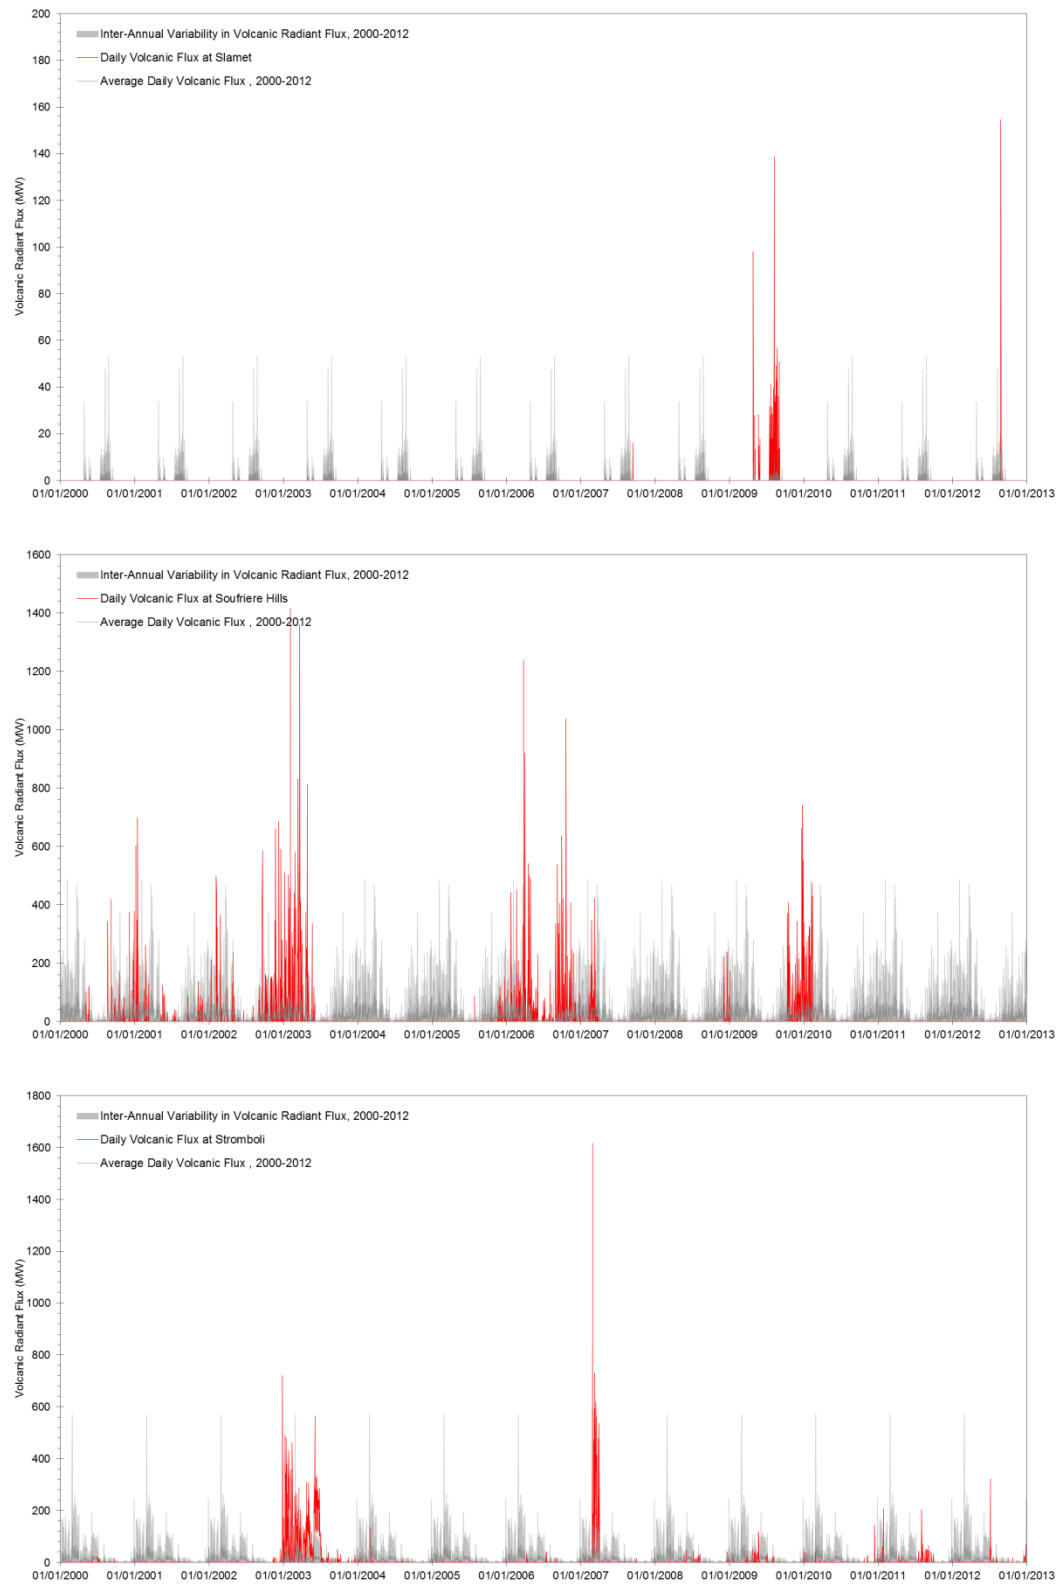 200
Inter-Annual Variability in Volcanic Radiant Flux, 2000-2012
180
Daily Volcanic Flux at Slamet
Average Daily Volcanic Flux , 2000-2012
160
140
120
Volcanic Radiant Flux (MW)
100
80
60
40
20
0
01/01/2000 01/01/2001 01/01/2002 01/01/2003 01/01/2004 01/01/2005 01/01/2006 01/01/2007 01/01/2008 01/01/2009 01/01/2010 01/01/2011 01/01/2012 01/01/2013
1600
Inter-Annual Variability in Volcanic Radiant Flux, 2000-2012
Daily Volcanic Flux at Soufriere Hills
1400
Average Daily Volcanic Flux , 2000-2012
1200
1000
Volcanic Radiant Flux (MW)
800
600
400
200
0
01/01/2000 01/01/2001 01/01/2002 01/01/2003 01/01/2004 01/01/2005 01/01/2006 01/01/2007 01/01/2008 01/01/2009 01/01/2010 01/01/2011 01/01/2012 01/01/2013
1800
Inter-Annual Variability in Volcanic Radiant Flux, 2000-2012
Daily Volcanic Flux at Stromboli
1600
Average Daily Volcanic Flux , 2000-2012
1400
1200
Volcanic Radiant Flux (MW)
1000
800
600
400
200
0
01/01/2000 01/01/2001 01/01/2002 01/01/2003 01/01/2004 01/01/2005 01/01/2006 01/01/2007 01/01/2008 01/01/2009 01/01/2010 01/01/2011 01/01/2012 01/01/2013